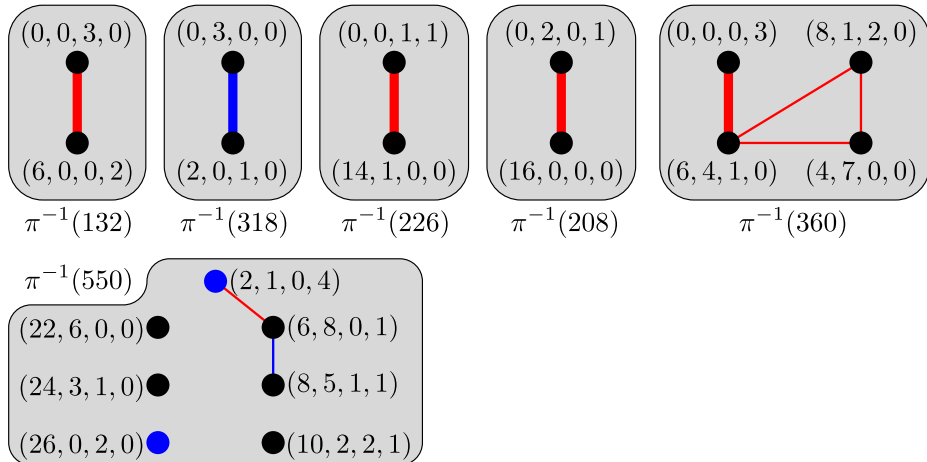 (0, 0, 3, 0) (0, 3, 0, 0) (0, 0, 1, 1) (0, 2, 0, 1) (0, 0, 0, 3) (8, 1, 2, 0)
(6, 0, 0, 2) (2, 0, 1, 0) (14, 1, 0, 0) (16, 0, 0, 0) (6, 4, 1, 0) (4, 7, 0, 0)
π⁻¹(132) π⁻¹(318) π⁻¹(226) π⁻¹(208) π⁻¹(360)
π⁻¹(550) (2, 1, 0, 4)
(22, 6, 0, 0) (6, 8, 0, 1)
(24, 3, 1, 0) (8, 5, 1, 1)
(26, 0, 2, 0) (10, 2, 2, 1)